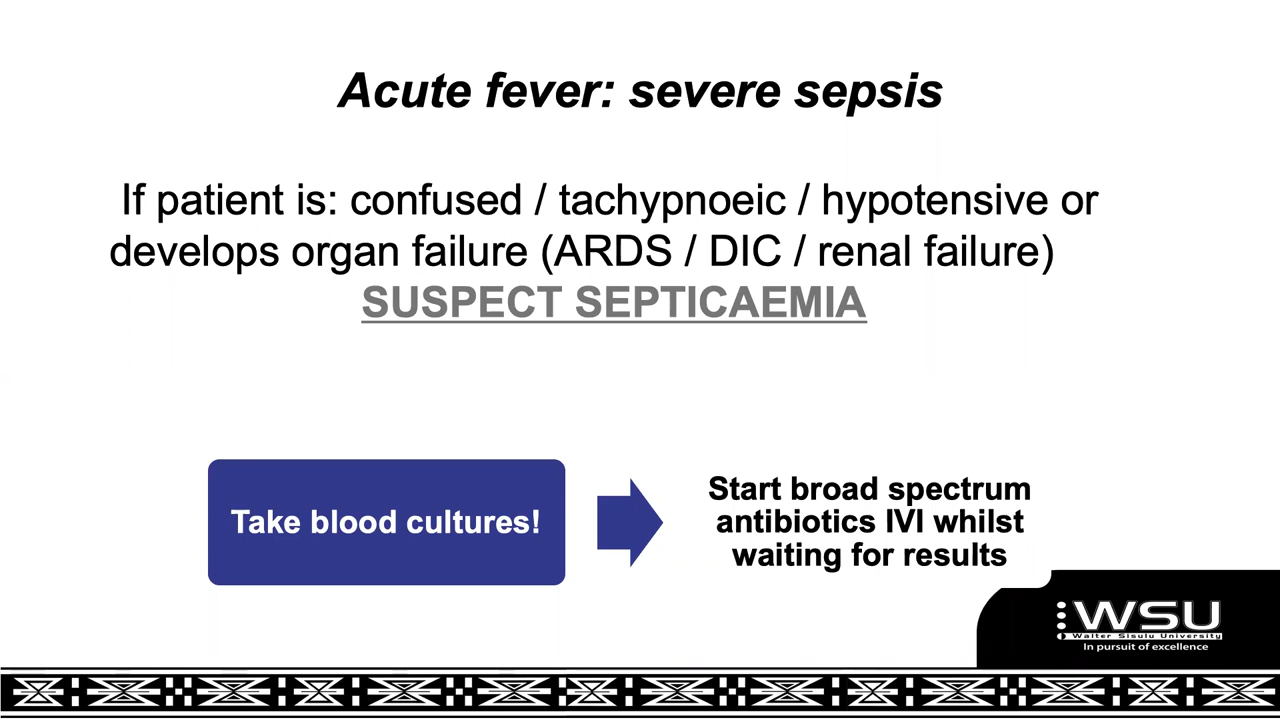 Acute fever: severe sepsis
If patient is: confused / tachypnoeic / hypotensive or
develops organ failure (ARDS / DIC / renal failure)
SUSPECT SEPTICAEMIA
Take blood cultures!
Start broad spectrum
antibiotics IVI whilst
waiting for results
WSU
Walter Sisulu University
In pursuit of excellence